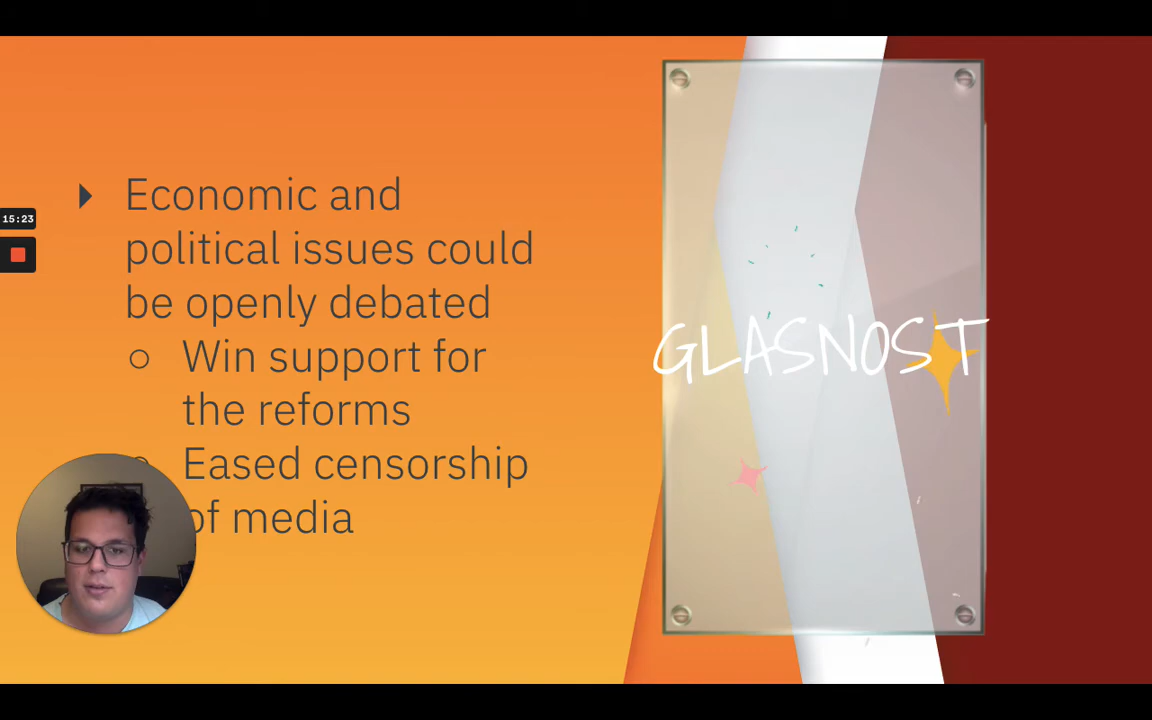 Economic and
political issues could
be openly debated
Win support for
the reforms
Eased censorship
of media
GLASNOST
15:23